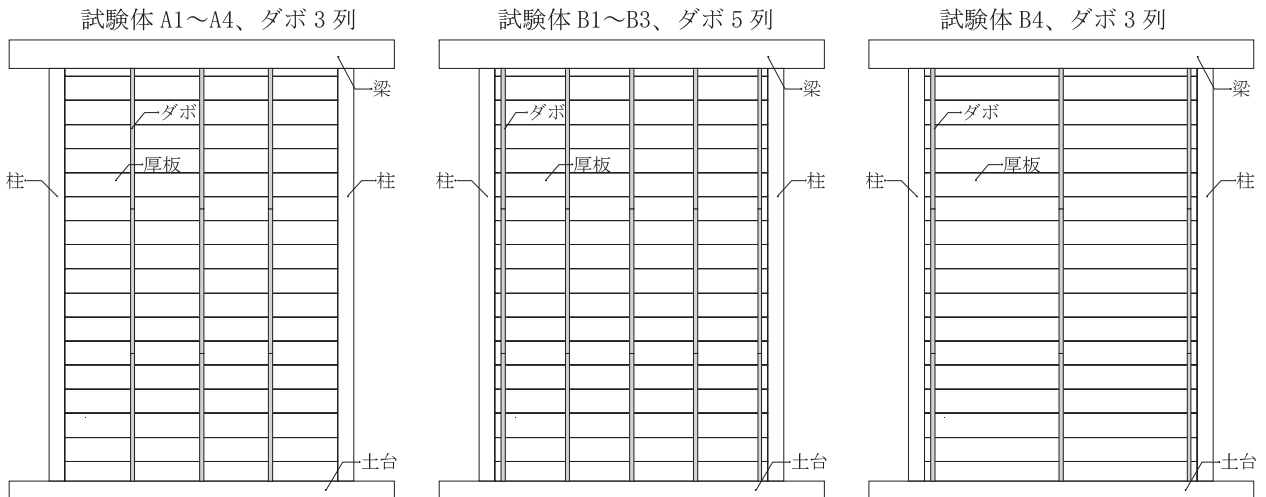 試験体 A1～A4、ダボ 3 列
梁
ダボ
厚板
柱
柱
土台
試験体 B1～B3、ダボ 5 列
梁
ダボ
厚板
柱
柱
土台
試験体 B4、ダボ 3 列
梁
ダボ
厚板
柱
柱
土台